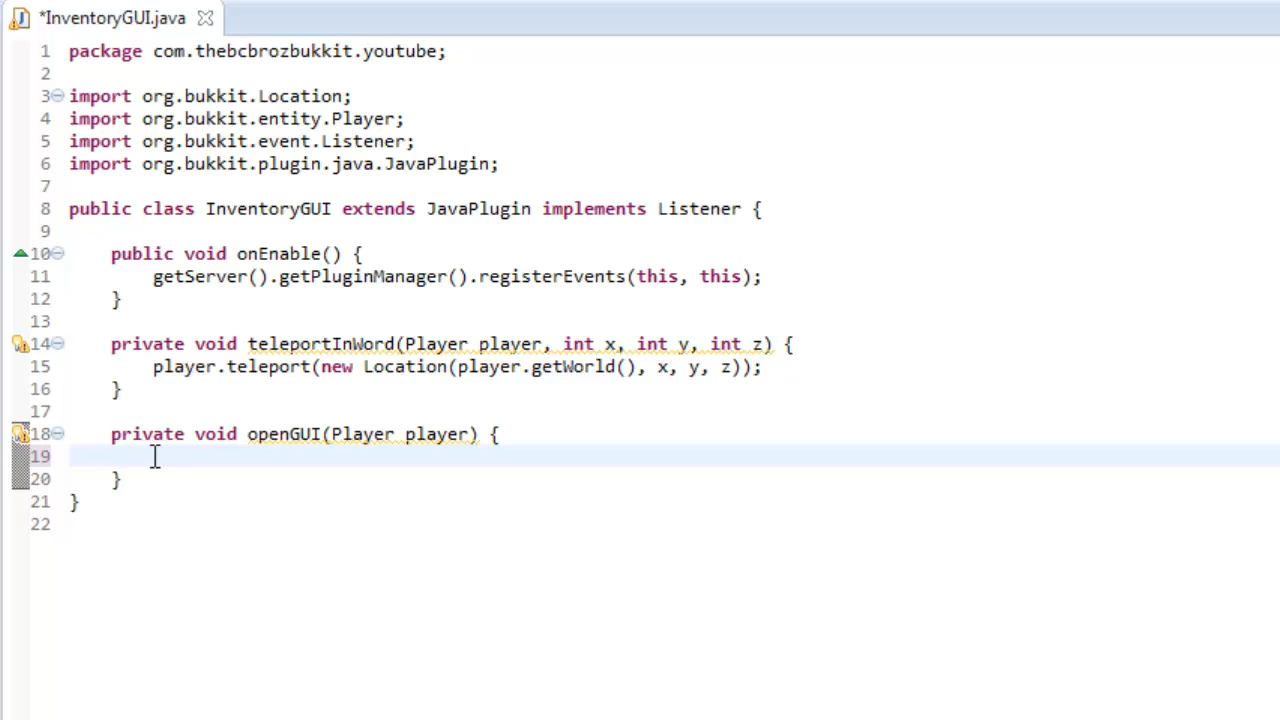 *InventoryGUI.java
1 package com.thebcbrozbukkit.youtube;
2
3 import org.bukkit.Location;
4 import org.bukkit.entity.Player;
5 import org.bukkit.event.Listener;
6 import org.bukkit.plugin.java.JavaPlugin;
7
8 public class InventoryGUI extends JavaPlugin implements Listener {
9
10 public void onEnable() {
11 getServer().getPluginManager().registerEvents(this, this);
12 }
13
14 private void teleportInWord(Player player, int x, int y, int z) {
15 player.teleport(new Location(player.getWorld(), x, y, z));
16 }
17
18 private void openGUI(Player player) {
19
20 }
21 }
22